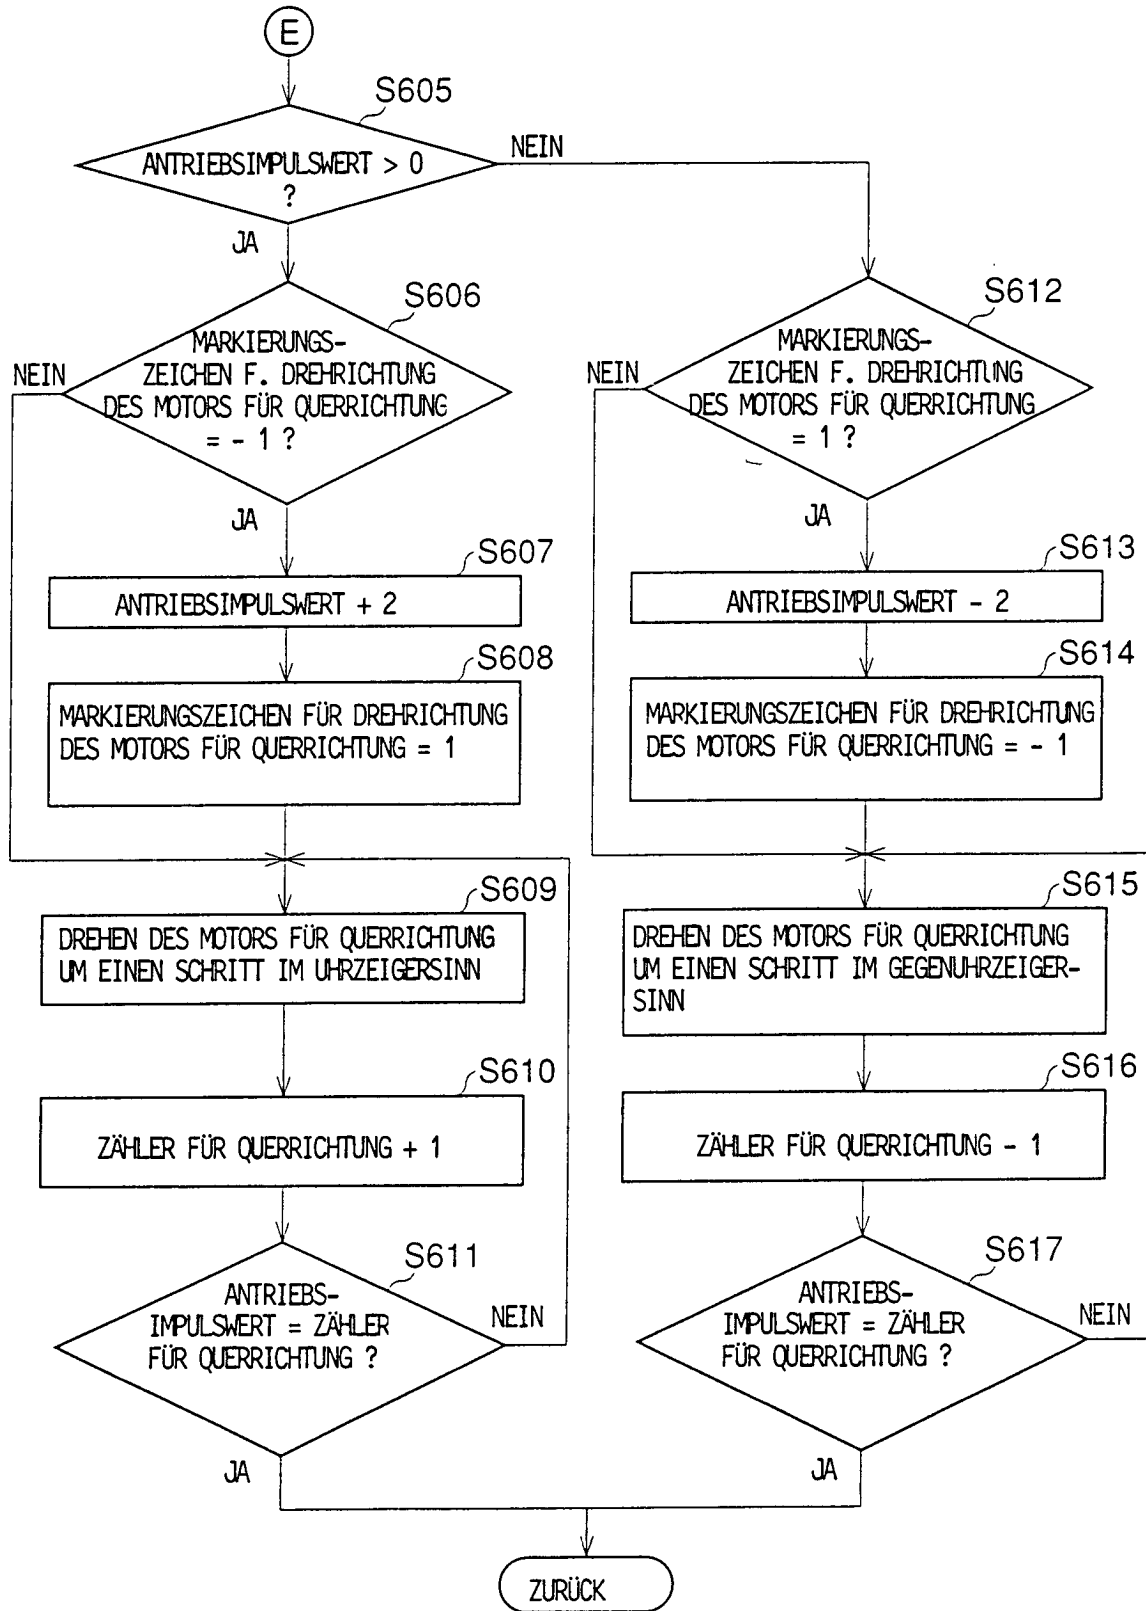 E
S605
ANTRIEBSIMPULSWERT > 0
?
NEIN
JA
S606
MARKIERUNGS-
ZEICHEN F. DREHRICHTUNG
DES MOTORS FÜR QUERRICHTUNG
= - 1 ?
NEIN
JA
S607
ANTRIEBSIMPULSWERT + 2
S608
MARKIERUNGSZEICHEN FÜR DREHRICHTUNG
DES MOTORS FÜR QUERRICHTUNG = 1
S609
DREHEN DES MOTORS FÜR QUERRICHTUNG
UM EINEN SCHRITT IM UHRZEIGERSINN
S610
ZÄHLER FÜR QUERRICHTUNG + 1
S611
ANTRIEBS-
IMPULSWERT = ZÄHLER
FÜR QUERRICHTUNG ?
NEIN
JA
S612
MARKIERUNGS-
ZEICHEN F. DREHRICHTUNG
DES MOTORS FÜR QUERRICHTUNG
= 1 ?
NEIN
JA
S613
ANTRIEBSIMPULSWERT - 2
S614
MARKIERUNGSZEICHEN FÜR DREHRICHTUNG
DES MOTORS FÜR QUERRICHTUNG = - 1
S615
DREHEN DES MOTORS FÜR QUERRICHTUNG
UM EINEN SCHRITT IM GEGENUHRZEIGER-
SINN
S616
ZÄHLER FÜR QUERRICHTUNG - 1
S617
ANTRIEBS-
IMPULSWERT = ZÄHLER
FÜR QUERRICHTUNG ?
NEIN
JA
ZURÜCK